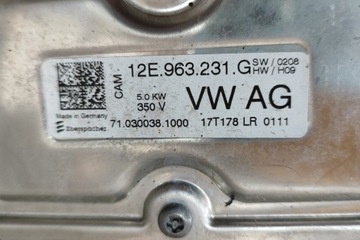 CAM
12E.963.231.G
SW / 0208
HW / H09
5.0 KW
350 V
VW AG
Made in Germany
Eberspächer
71.030038.1000
17T178 LR 0111